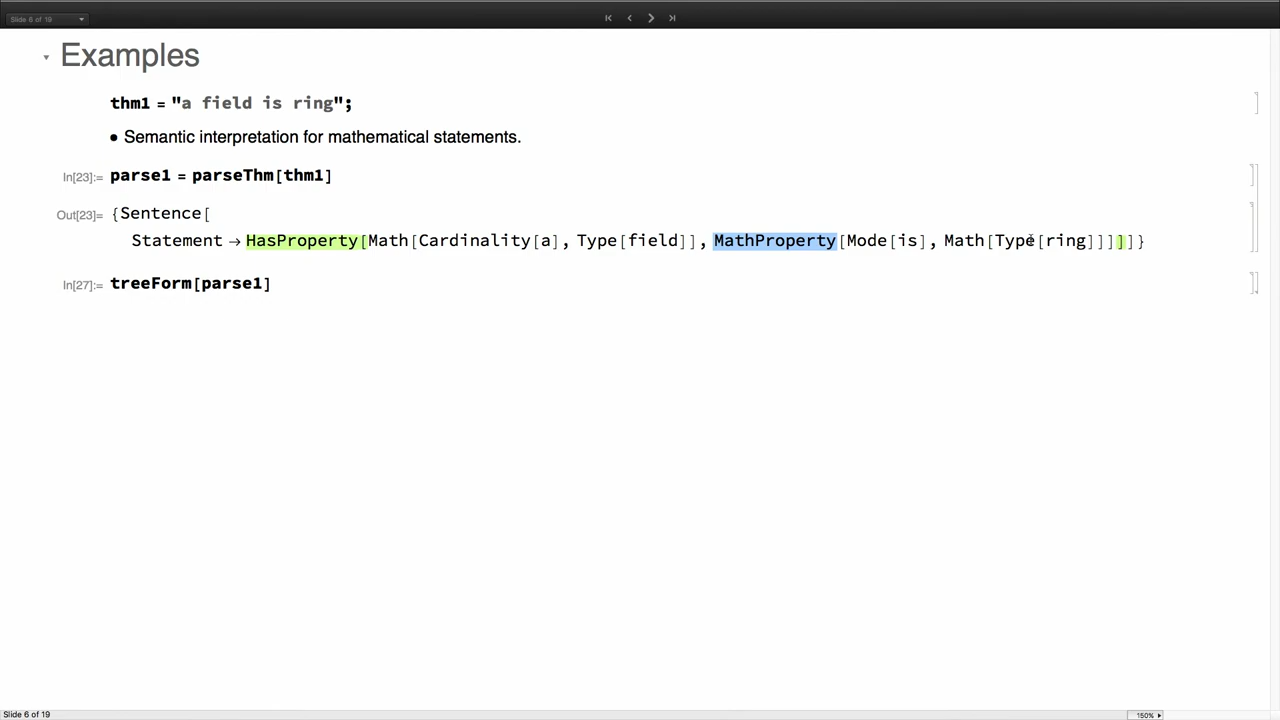 Slide 6 of 19
Examples
thm1 = "a field is ring";
• Semantic interpretation for mathematical statements.
In[23]:= parse1 = parseThm[thm1]
Out[23]= {Sentence[
Statement → HasProperty[Math[Cardinality[a], Type[field]], MathProperty[Mode[is], Math[Type[ring]]]]]}
In[27]:= treeForm[parse1]
Slide 6 of 19
150%